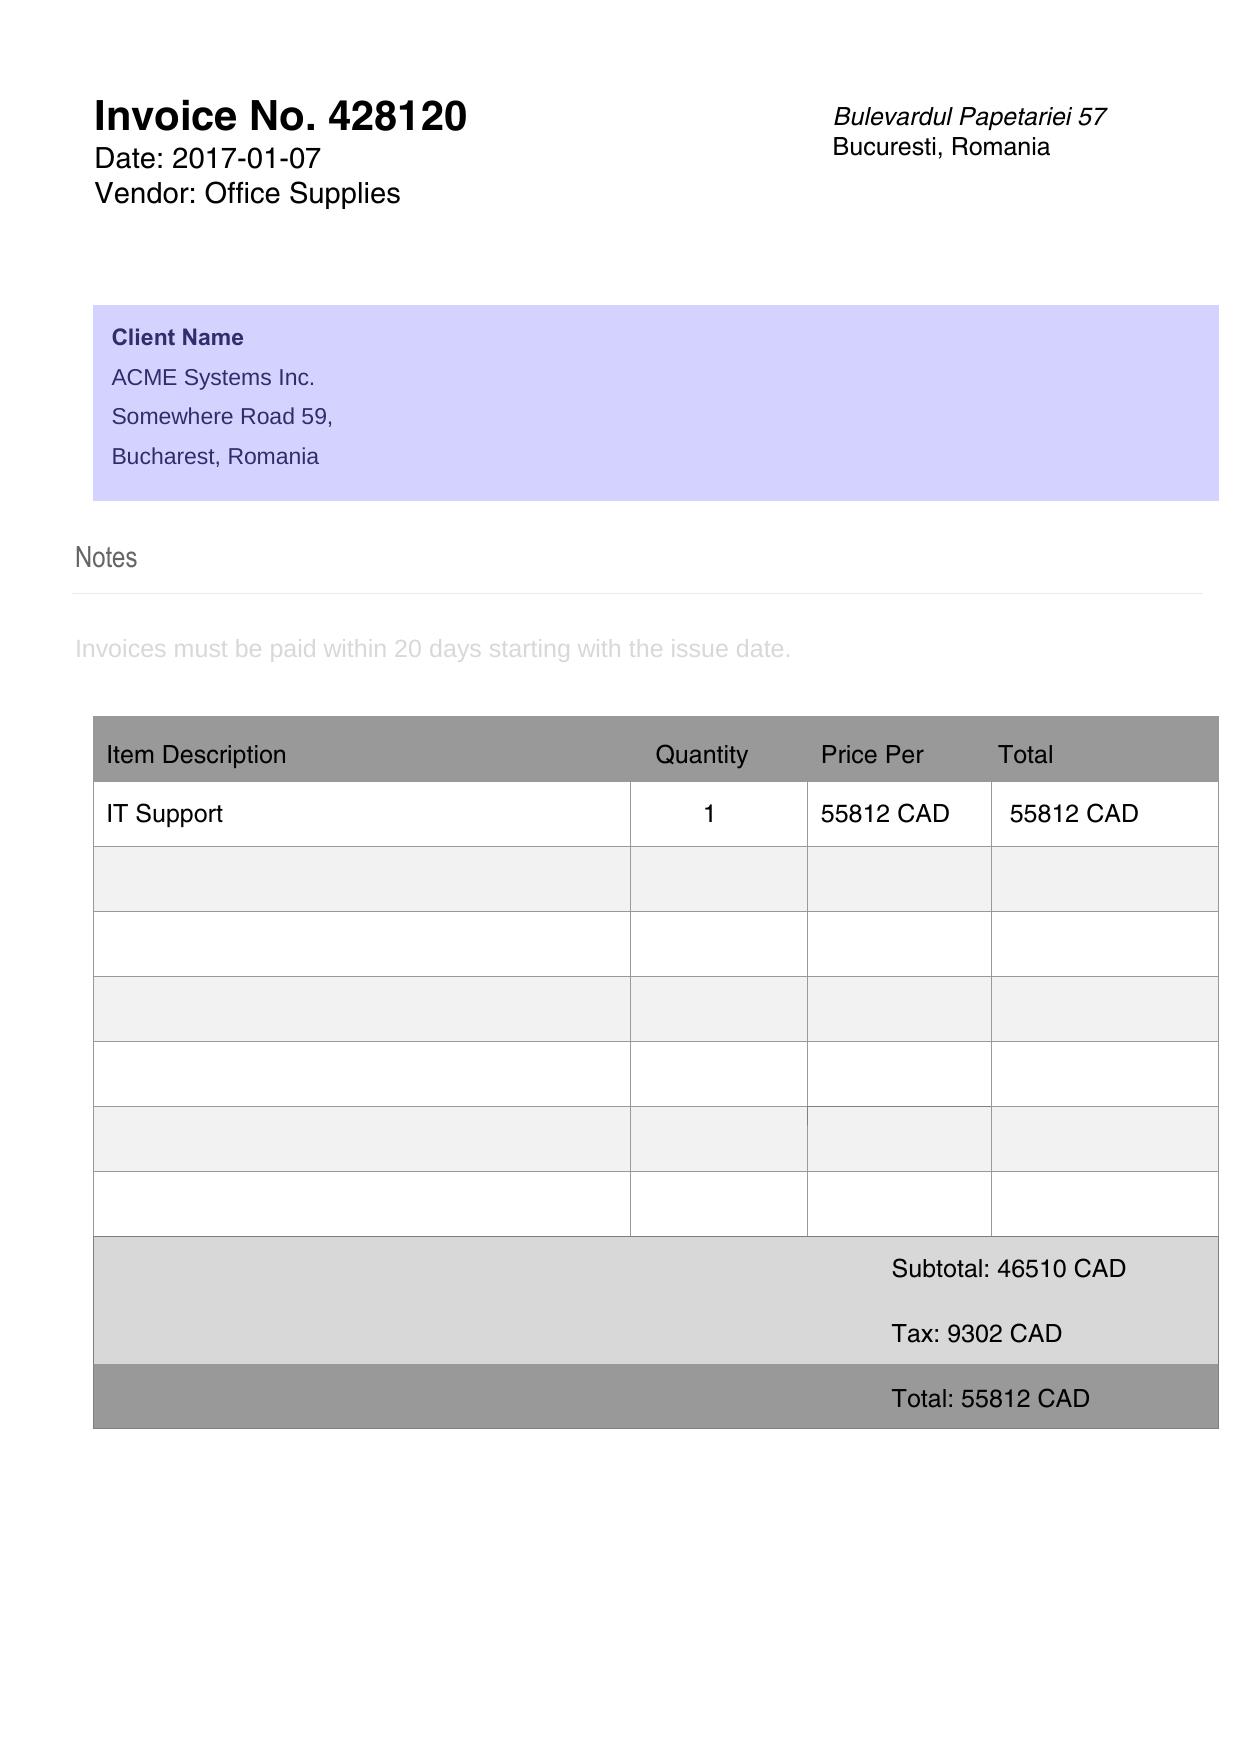 Invoice No. 428120
Date: 2017-01-07
Vendor: Office Supplies
Bulevardul Papetariei 57
Bucuresti, Romania
Client Name
ACME Systems Inc.
Somewhere Road 59,
Bucharest, Romania
Notes
Invoices must be paid within 20 days starting with the issue date.
Item Description Quantity Price Per Total
IT Support 1 55812 CAD 55812 CAD
Subtotal: 46510 CAD
Tax: 9302 CAD
Total: 55812 CAD